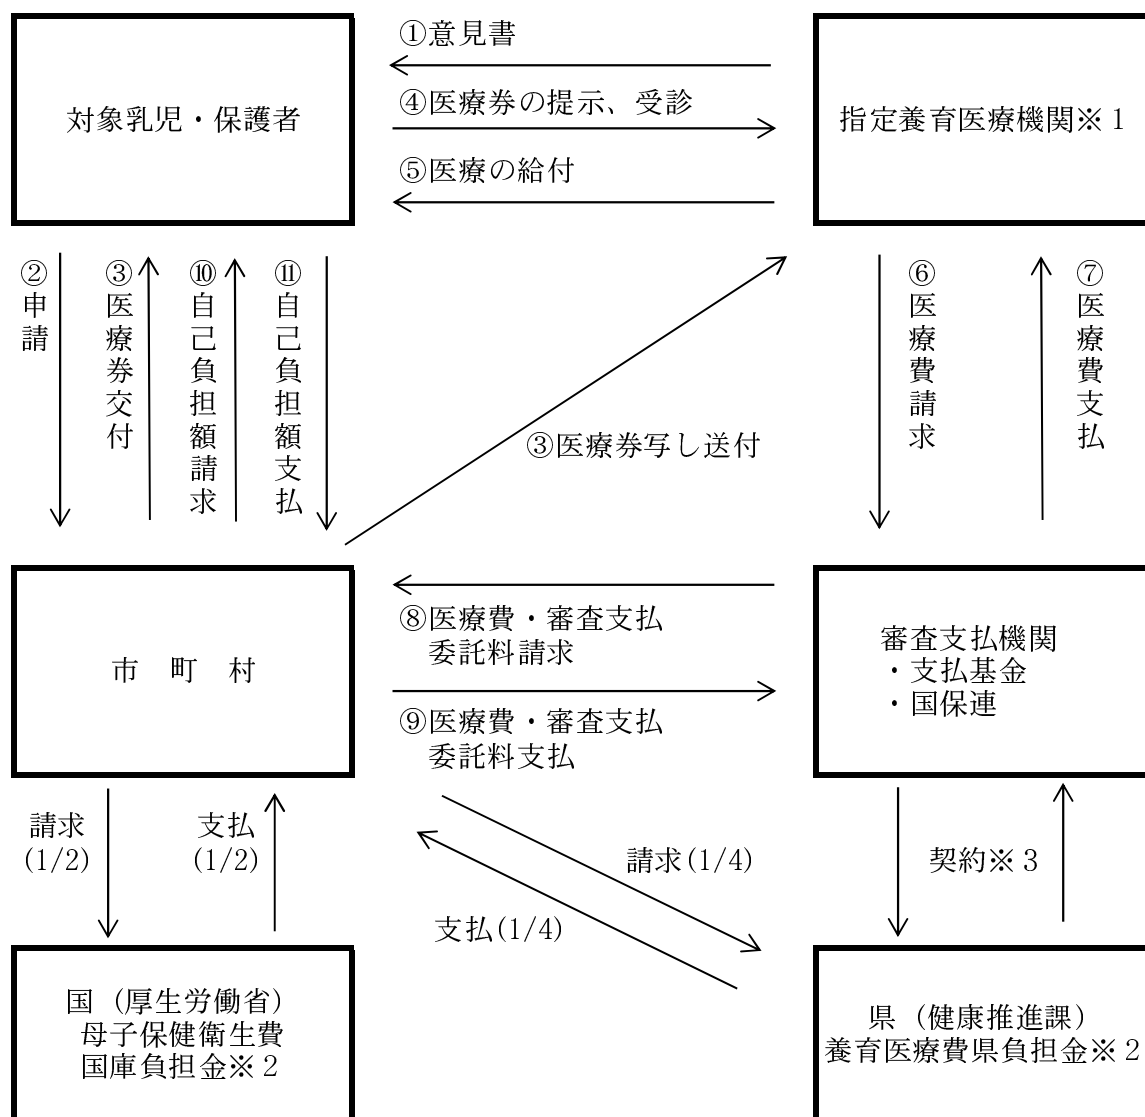 ①意見書
対象乳児・保護者
④医療券の提示、受診
指定養育医療機関※1
⑤医療の給付
②申請
③医療券交付
⑩自己負担額請求
⑪自己負担額支払
⑥医療費請求
⑦医療費支払
③医療券写し送付
市 町 村
⑧医療費・審査支払
委託料請求
⑨医療費・審査支払
委託料支払
審査支払機関
・支払基金
・国保連
請求
(1/2)
支払
(1/2)
請求(1/4)
支払(1/4)
契約※3
国（厚生労働省）
母子保健衛生費
国庫負担金※2
県（健康推進課）
養育医療費県負担金※2